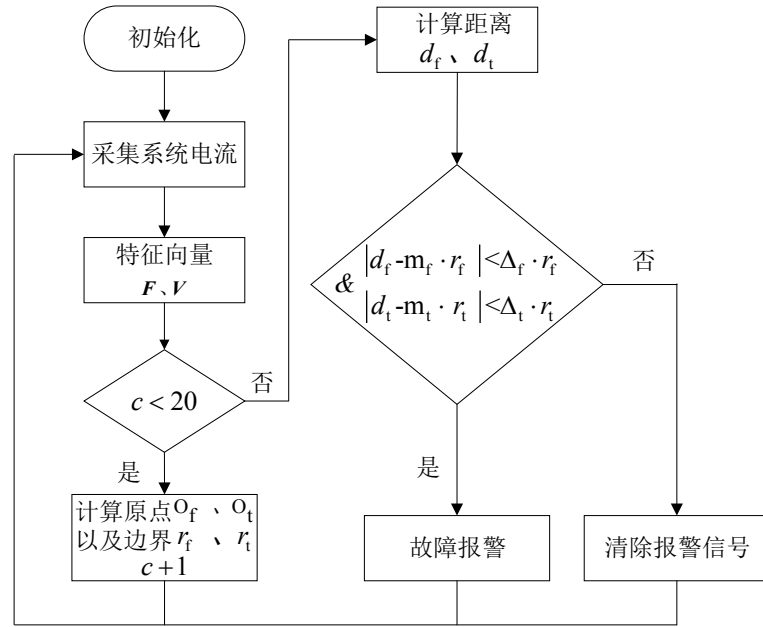 初始化
采集系统电流
特征向量
F、V
c < 20
否
是
计算原点O_f 、O_t
以及边界 r_f 、r_t
c+1
计算距离
d_f 、 d_t
|d_f-m_f · r_f |<Δ_f · r_f
&
|d_t-m_t · r_t |<Δ_t · r_t
否
是
故障报警
清除报警信号